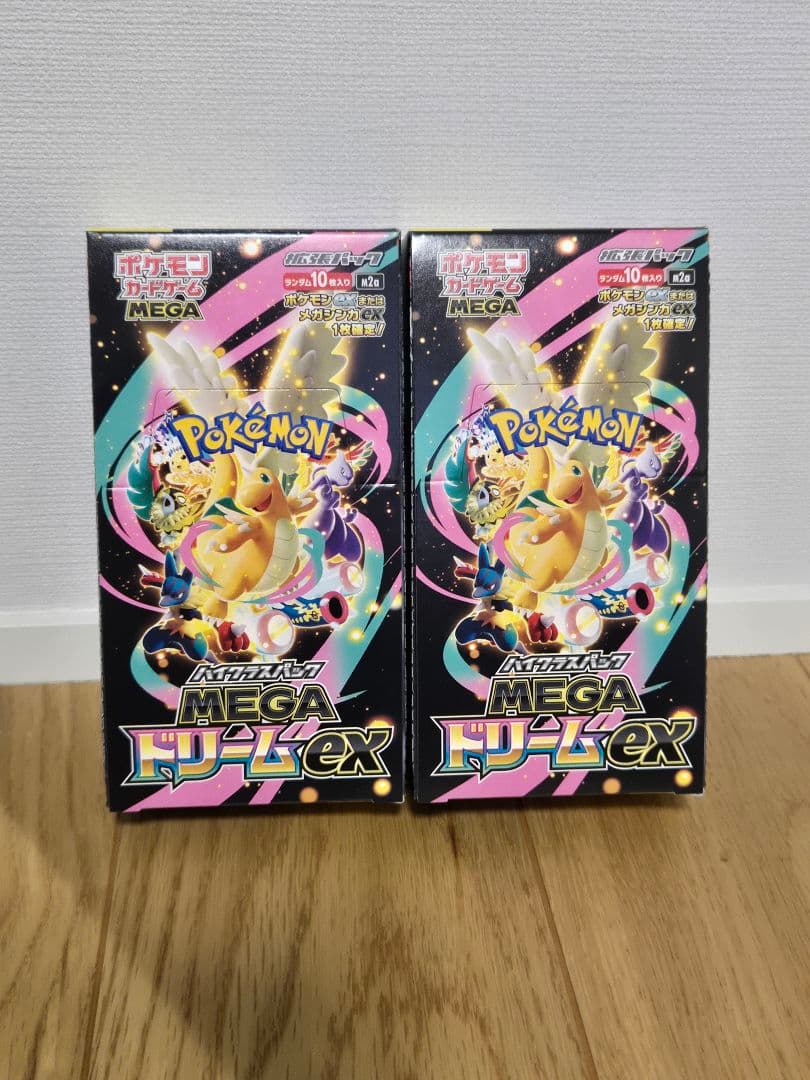 ポケモン
カードゲーム
MEGA
拡張パック
ランダム10枚入り
M2a
ポケモンexまたは
メガシンカex
1枚確定!
POKéMON
ハイクラスパック
MEGA
ドリームex
ポケモン
カードゲーム
MEGA
拡張パック
ランダム10枚入り
M2a
ポケモンexまたは
メガシンカex
1枚確定!
POKéMON
ハイクラスパック
MEGA
ドリームex